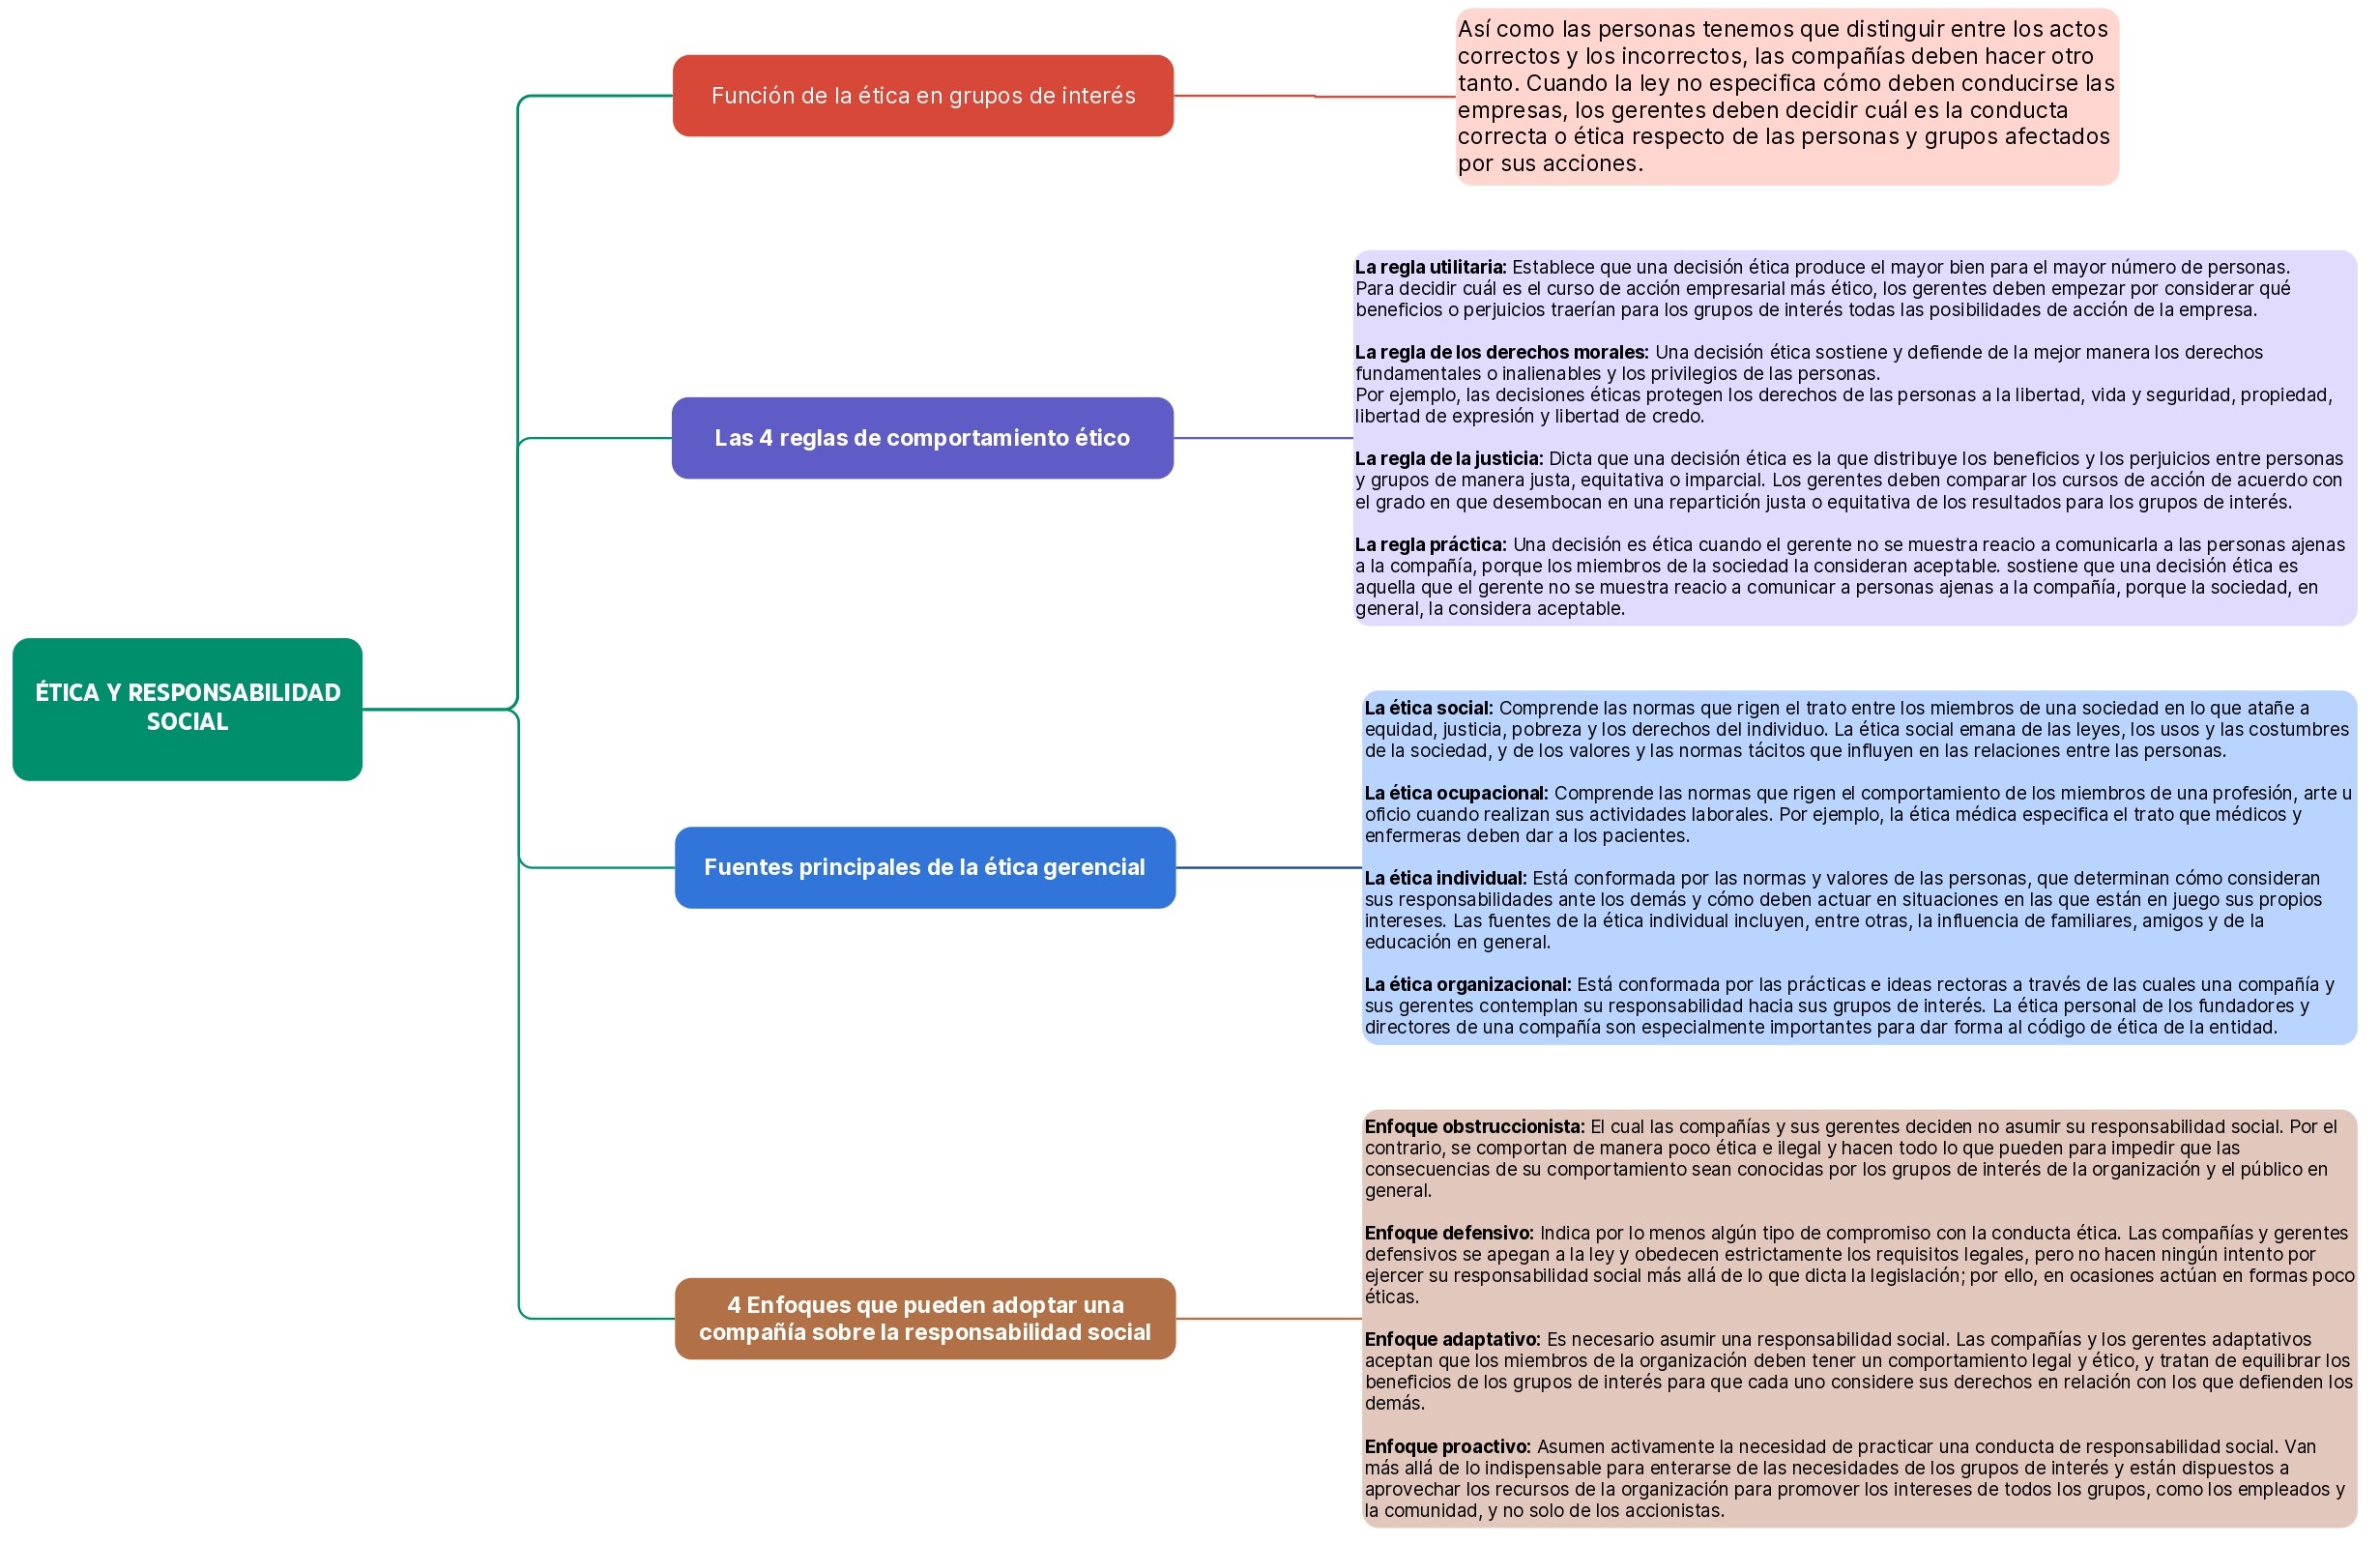 ÉTICA Y RESPONSABILIDAD
SOCIAL
Función de la ética en grupos de interés
Así como las personas tenemos que distinguir entre los actos
correctos y los incorrectos, las compañías deben hacer otro
tanto. Cuando la ley no especifica cómo deben conducirse las
empresas, los gerentes deben decidir cuál es la conducta
correcta o ética respecto de las personas y grupos afectados
por sus acciones.
Las 4 reglas de comportamiento ético
La regla utilitaria: Establece que una decisión ética produce el mayor bien para el mayor número de personas.
Para decidir cuál es el curso de acción empresarial más ético, los gerentes deben empezar por considerar qué
beneficios o perjuicios traerían para los grupos de interés todas las posibilidades de acción de la empresa.
La regla de los derechos morales: Una decisión ética sostiene y defiende de la mejor manera los derechos
fundamentales o inalienables y los privilegios de las personas.
Por ejemplo, las decisiones éticas protegen los derechos de las personas a la libertad, vida y seguridad, propiedad,
libertad de expresión y libertad de credo.
La regla de la justicia: Dicta que una decisión ética es la que distribuye los beneficios y los perjuicios entre personas
y grupos de manera justa, equitativa o imparcial. Los gerentes deben comparar los cursos de acción de acuerdo con
el grado en que desembocan en una repartición justa o equitativa de los resultados para los grupos de interés.
La regla práctica: Una decisión es ética cuando el gerente no se muestra reacio a comunicarla a las personas ajenas
a la compañía, porque los miembros de la sociedad la consideran aceptable. sostiene que una decisión ética es
aquella que el gerente no se muestra reacio a comunicar a personas ajenas a la compañía, porque la sociedad, en
general, la considera aceptable.
Fuentes principales de la ética gerencial
La ética social: Comprende las normas que rigen el trato entre los miembros de una sociedad en lo que atañe a
equidad, justicia, pobreza y los derechos del individuo. La ética social emana de las leyes, los usos y las costumbres
de la sociedad, y de los valores y las normas tácitos que influyen en las relaciones entre las personas.
La ética ocupacional: Comprende las normas que rigen el comportamiento de los miembros de una profesión, arte u
oficio cuando realizan sus actividades laborales. Por ejemplo, la ética médica especifica el trato que médicos y
enfermeras deben dar a los pacientes.
La ética individual: Está conformada por las normas y valores de las personas, que determinan cómo consideran
sus responsabilidades ante los demás y cómo deben actuar en situaciones en las que están en juego sus propios
intereses. Las fuentes de la ética individual incluyen, entre otras, la influencia de familiares, amigos y de la
educación en general.
La ética organizacional: Está conformada por las prácticas e ideas rectoras a través de las cuales una compañía y
sus gerentes contemplan su responsabilidad hacia sus grupos de interés. La ética personal de los fundadores y
directores de una compañía son especialmente importantes para dar forma al código de ética de la entidad.
4 Enfoques que pueden adoptar una
compañía sobre la responsabilidad social
Enfoque obstruccionista: El cual las compañías y sus gerentes deciden no asumir su responsabilidad social. Por el
contrario, se comportan de manera poco ética e ilegal y hacen todo lo que pueden para impedir que las
consecuencias de su comportamiento sean conocidas por los grupos de interés de la organización y el público en
general.
Enfoque defensivo: Indica por lo menos algún tipo de compromiso con la conducta ética. Las compañías y gerentes
defensivos se apegan a la ley y obedecen estrictamente los requisitos legales, pero no hacen ningún intento por
ejercer su responsabilidad social más allá de lo que dicta la legislación; por ello, en ocasiones actúan en formas poco
éticas.
Enfoque adaptativo: Es necesario asumir una responsabilidad social. Las compañías y los gerentes adaptativos
aceptan que los miembros de la organización deben tener un comportamiento legal y ético, y tratan de equilibrar los
beneficios de los grupos de interés para que cada uno considere sus derechos en relación con los que defienden los
demás.
Enfoque proactivo: Asumen activamente la necesidad de practicar una conducta de responsabilidad social. Van
más allá de lo indispensable para enterarse de las necesidades de los grupos de interés y están dispuestos a
aprovechar los recursos de la organización para promover los intereses de todos los grupos, como los empleados y
la comunidad, y no solo de los accionistas.